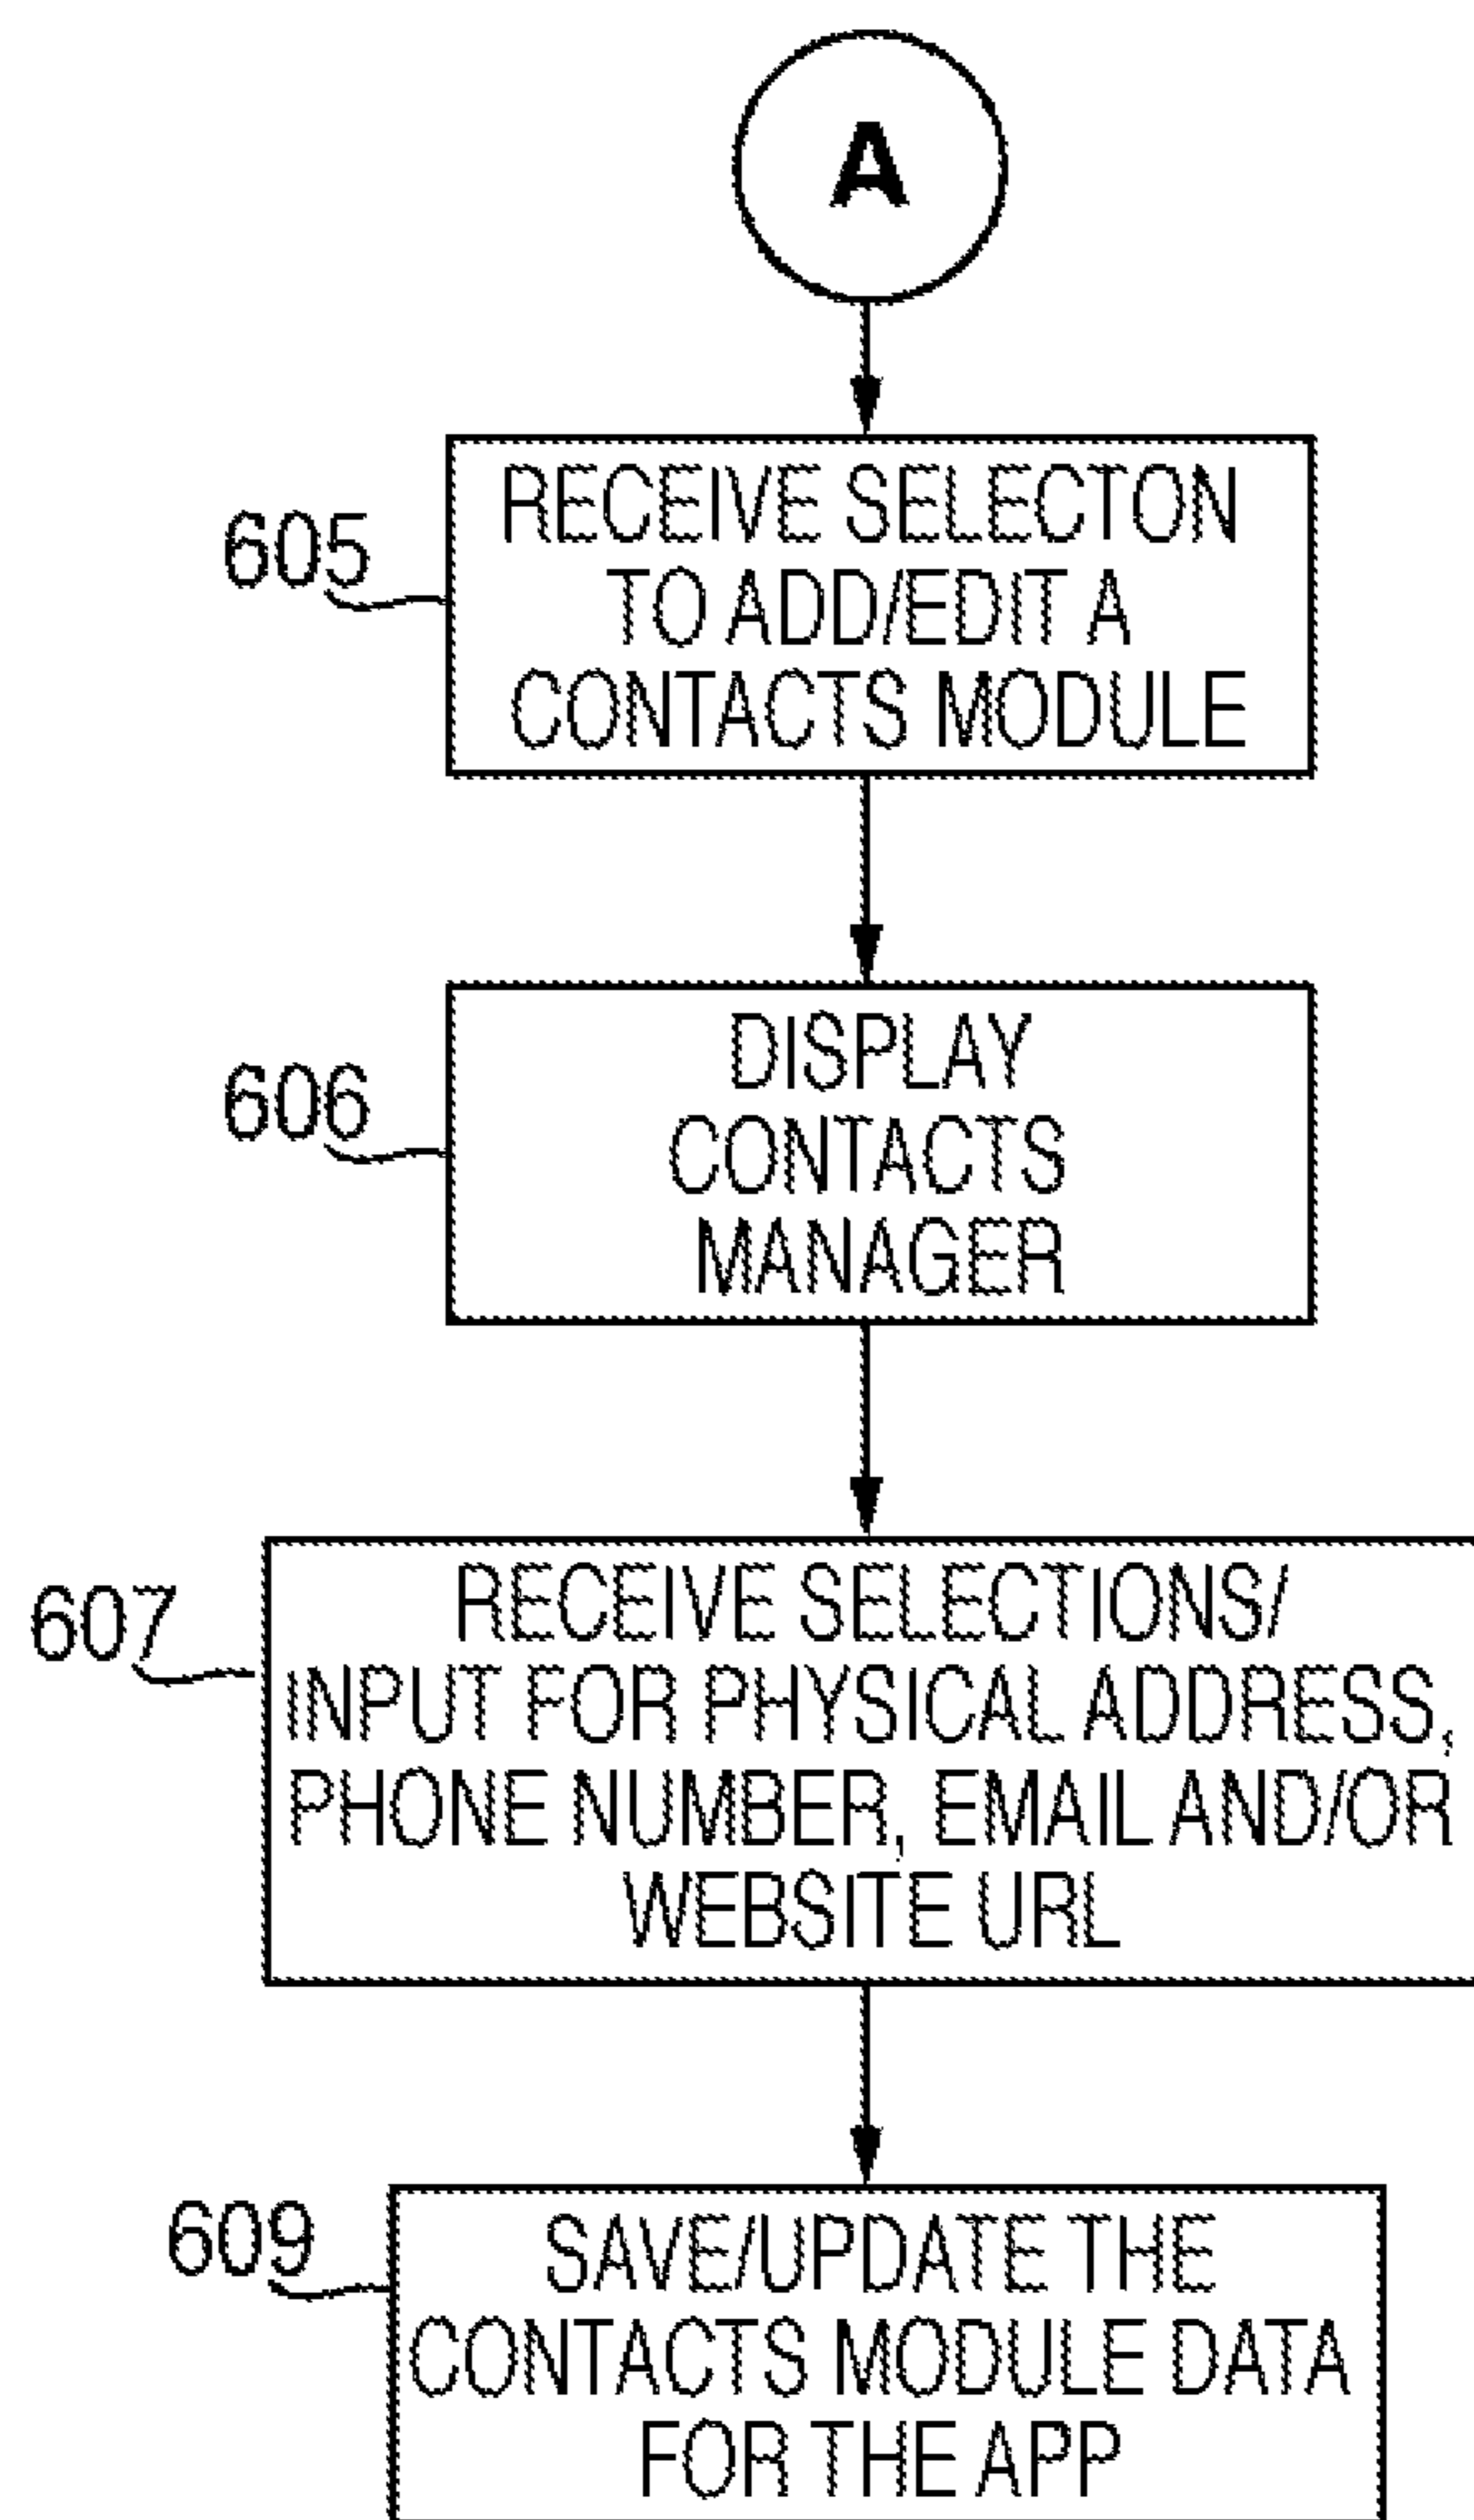 A
605
RECEIVE SELECTON
TO ADD/EDIT A
CONTACTS MODULE
606
DISPLAY
CONTACTS
MANAGER
607
RECEIVE SELECTIONS/
INPUT FOR PHYSICAL ADDRESS,
PHONE NUMBER, EMAIL AND/OR
WEBSITE URL
609
SAVE/UPDATE THE
CONTACTS MODULE DATA
FOR THE APP